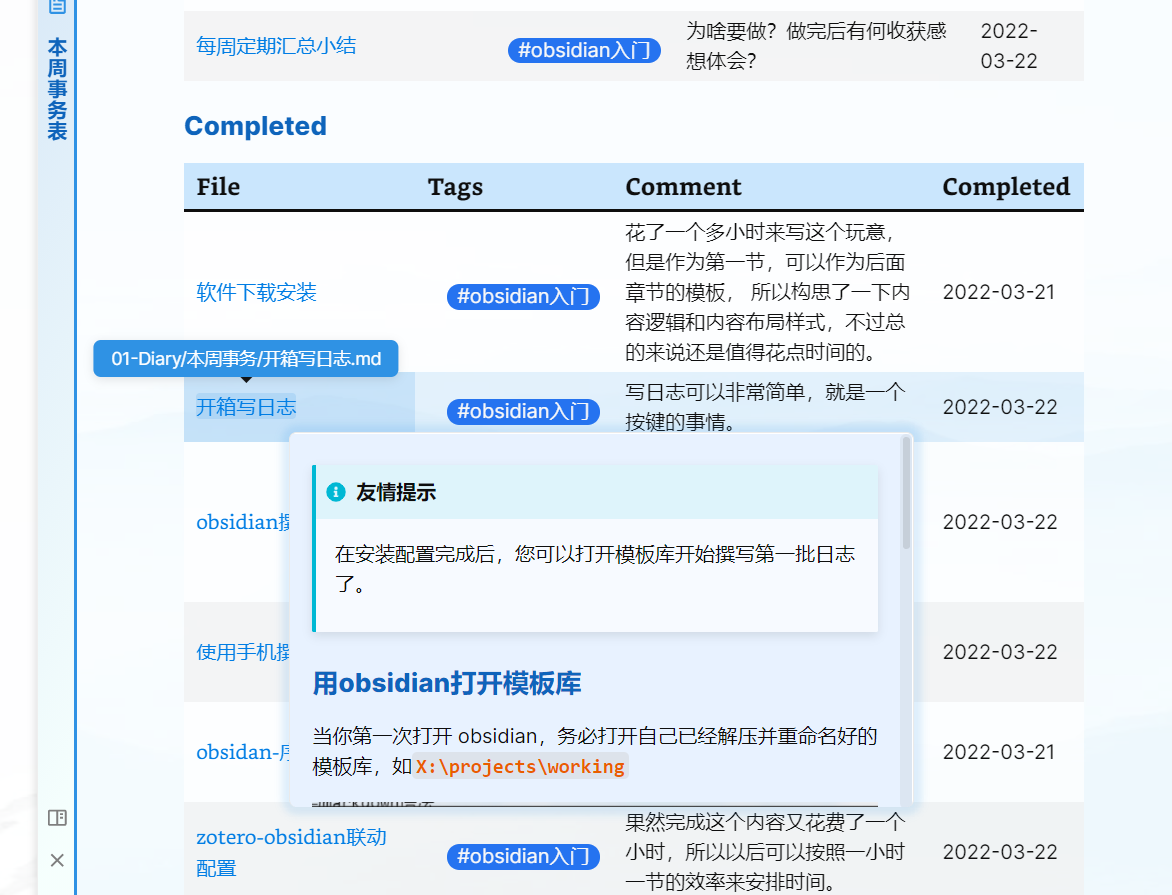 本周事务表
每周定期汇总小结
#obsidian入门
为啥要做？做完后有何收获感
想体会？
2022-
03-22
Completed
File Tags Comment Completed
软件下载安装
#obsidian入门
花了一个多小时来写这个玩意，
但是作为第一节，可以作为后面
章节的模板， 所以构思了一下内
容逻辑和内容布局样式，不过总
的来说还是值得花点时间的。
2022-03-21
01-Diary/本周事务/开箱写日志.md
开箱写日志
#obsidian入门
写日志可以非常简单，就是一个
按键的事情。
2022-03-22
友情提示
在安装配置完成后，您可以打开模板库开始撰写第一批日志
了。
用obsidian打开模板库
当你第一次打开 obsidian，务必打开自己已经解压并重命名好的
模板库，如 X:\projects\working
obsidian撰
2022-03-22
使用手机撰
2022-03-22
obsidan-序
2022-03-21
zotero-obsidian联动
配置
#obsidian入门
果然完成这个内容又花费了一个
小时，所以以后可以按照一小时
一节的效率来安排时间。
2022-03-22